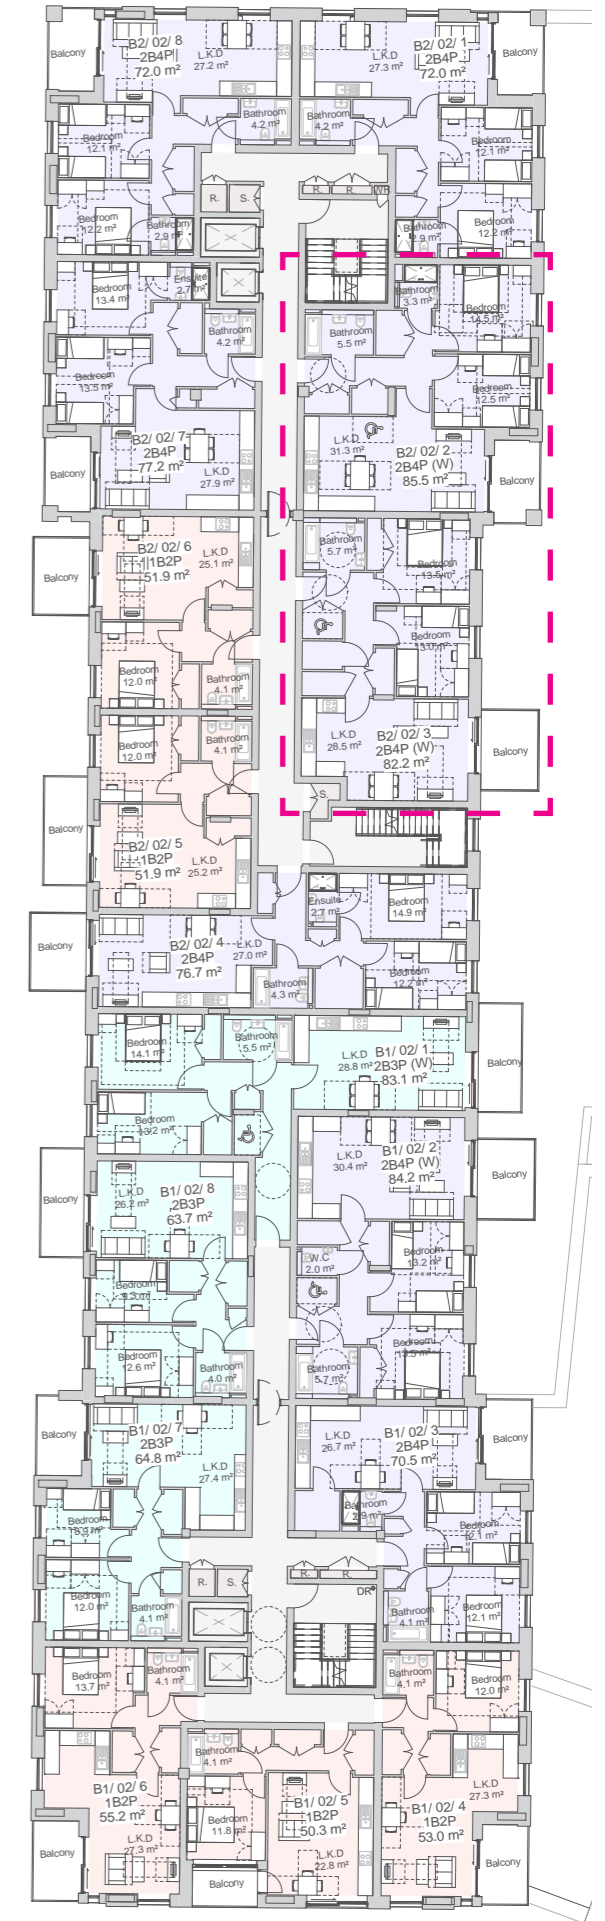 Balcony
B2/ 02/ 8
2B4P
72.0 m²
L.K.D
27.2 m²
L.K.D
27.3 m²
B2/ 02/ 1
2B4P
72.0 m²
Balcony
Bedroom
12.1 m²
Bathroom
4.2 m²
Bathroom
4.2 m²
Bedroom
12.1 m²
R.
S.
R.
R.
WR
Bedroom
12.2 m²
Bathroom
2.9 m²
Bathroom
2.9 m²
Bedroom
12.2 m²
Bedroom
13.4 m²
Ensuite
2.7 m²
Bathroom
3.3 m²
Bedroom
14.5 m²
Bathroom
4.2 m²
Bathroom
5.5 m²
Bedroom
13.5 m²
Bedroom
12.5 m²
Balcony
B2/ 02/ 7
2B4P
77.2 m²
L.K.D
27.9 m²
L.K.D
31.3 m²
B2/ 02/ 2
2B4P (W)
85.5 m²
Balcony
Balcony
B2/ 02/ 6
1B2P
51.9 m²
L.K.D
25.1 m²
Bathroom
5.7 m²
Bedroom
13.5 m²
Bedroom
12.0 m²
Bathroom
4.1 m²
Bedroom
13.0 m²
Bedroom
12.0 m²
Bathroom
4.1 m²
L.K.D
28.5 m²
B2/ 02/ 3
2B4P (W)
82.2 m²
Balcony
S.
Balcony
B2/ 02/ 5
1B2P
51.9 m²
L.K.D
25.2 m²
Ensuite
2.7 m²
Bedroom
14.9 m²
Balcony
B2/ 02/ 4
2B4P
76.7 m²
L.K.D
27.0 m²
Bathroom
4.3 m²
Bedroom
12.2 m²
Bedroom
14.1 m²
Bathroom
5.5 m²
L.K.D
28.8 m²
B1/ 02/ 1
2B3P (W)
83.1 m²
Balcony
Bedroom
13.2 m²
L.K.D
30.4 m²
B1/ 02/ 2
2B4P (W)
84.2 m²
Balcony
Balcony
L.K.D
26.2 m²
B1/ 02/ 8
2B3P
63.7 m²
W.C
2.0 m²
Bedroom
13.2 m²
Bedroom
Bedroom
12.6 m²
Bathroom
4.0 m²
Bathroom
5.7 m²
Bedroom
13.5 m²
Balcony
B1/ 02/ 7
2B3P
64.8 m²
L.K.D
27.4 m²
L.K.D
26.7 m²
B1/ 02/ 3
2B4P
70.5 m²
Balcony
Bedroom
Bathroom
2.9 m²
Bedroom
12.1 m²
R.
S.
R.
R.
DR
Bedroom
12.0 m²
Bathroom
4.1 m²
Bathroom
4.1 m²
Bedroom
12.1 m²
Bedroom
13.7 m²
Bathroom
4.1 m²
Bathroom
4.1 m²
Bedroom
12.0 m²
Bathroom
4.1 m²
B1/ 02/ 6
1B2P
55.2 m²
L.K.D
27.3 m²
Bedroom
11.8 m²
B1/ 02/ 5
1B2P
50.3 m²
L.K.D
22.8 m²
B1/ 02/ 4
1B2P
53.0 m²
L.K.D
27.3 m²
Balcony
Balcony
Balcony